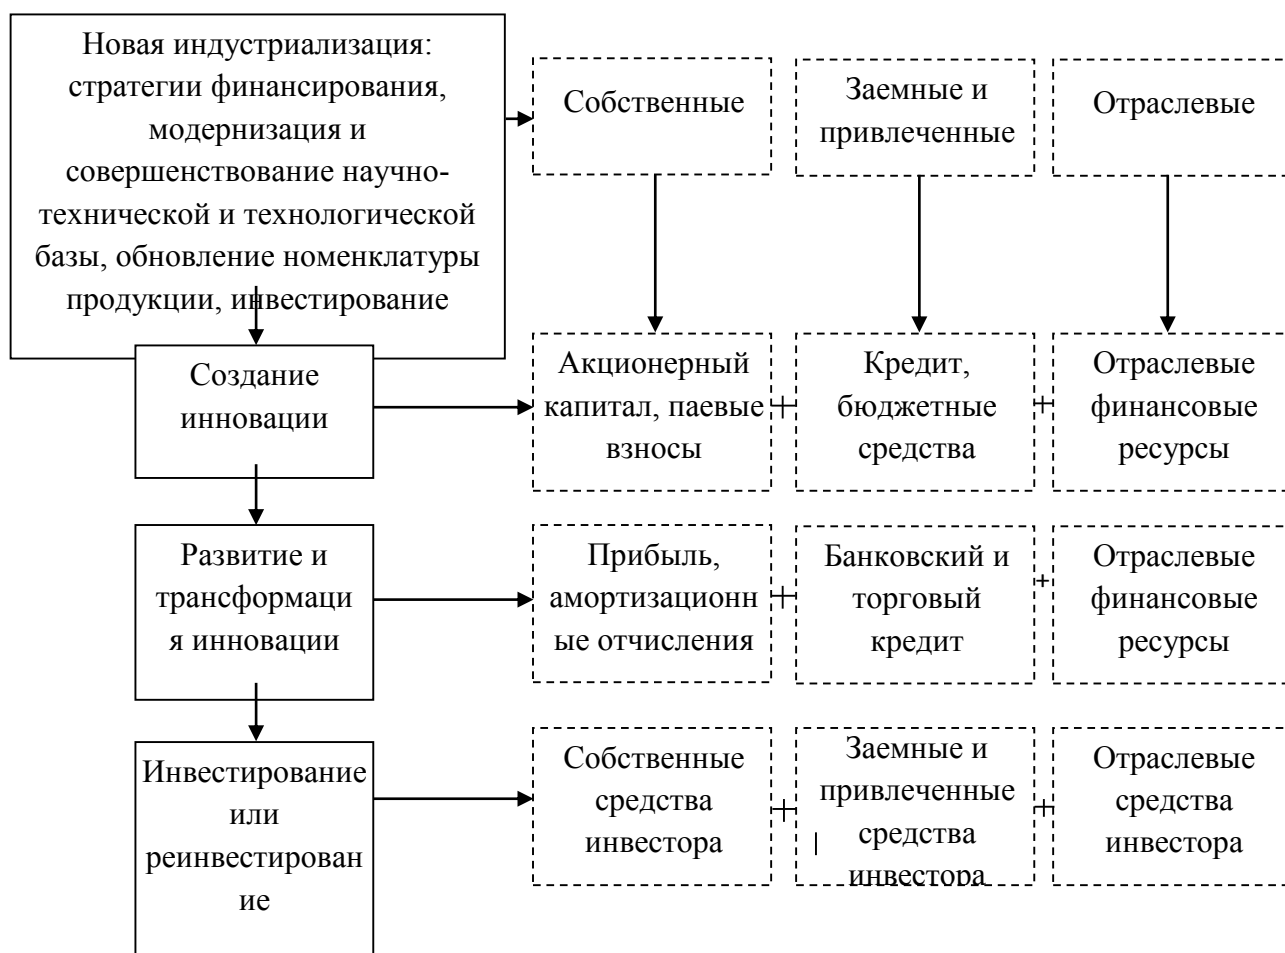 Новая индустриализация:
стратегии финансирования,
модернизация и
совершенствование научно-
технической и технологической
базы, обновление номенклатуры
продукции, инвестирование
Собственные
Заемные и
привлеченные
Отраслевые
Создание
инновации
Акционерный
капитал, паевые
взносы
+
Кредит,
бюджетные
средства
+
Отраслевые
финансовые
ресурсы
Развитие и
трансформаци
я инновации
Прибыль,
амортизационн
ые отчисления
+
Банковский и
торговый
кредит
+
Отраслевые
финансовые
ресурсы
Инвестирование
или
реинвестирован
ие
Собственные
средства
инвестора
+
Заемные и
привлеченные
средства
инвестора
+
Отраслевые
средства
инвестора